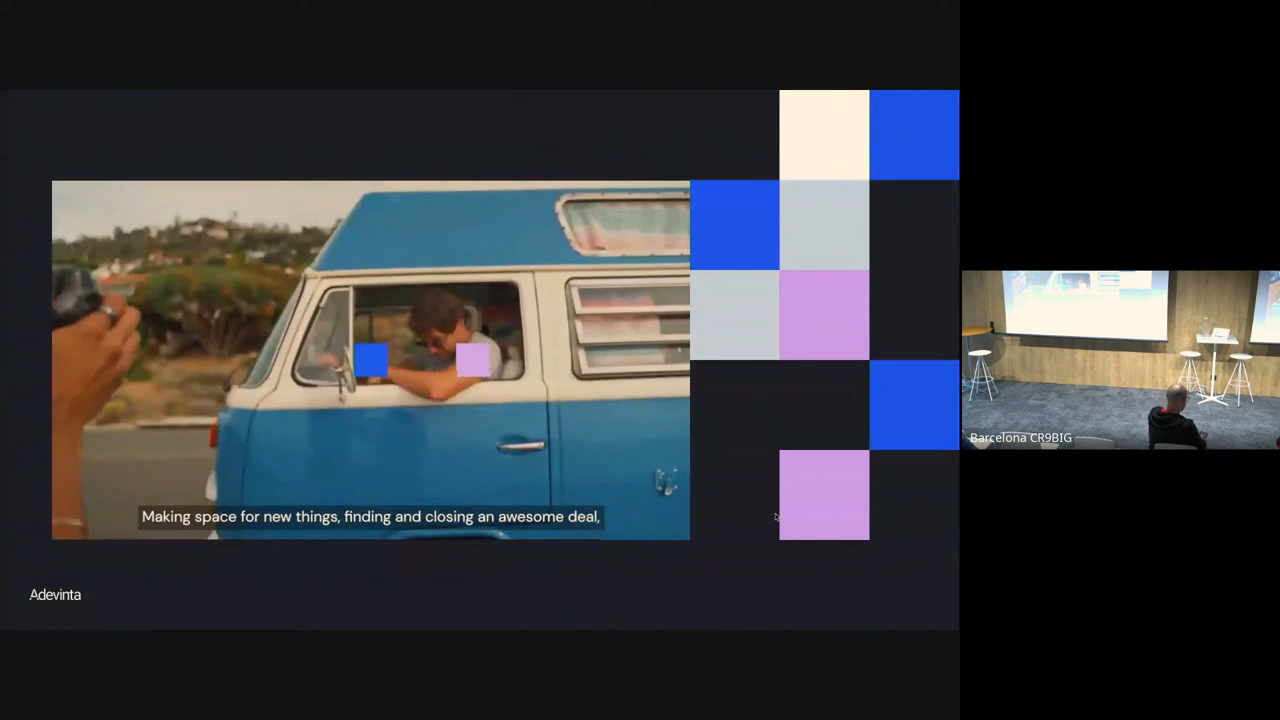 Making space for new things, finding and closing an awesome deal,
Adevinta
Barcelona CR9BIG